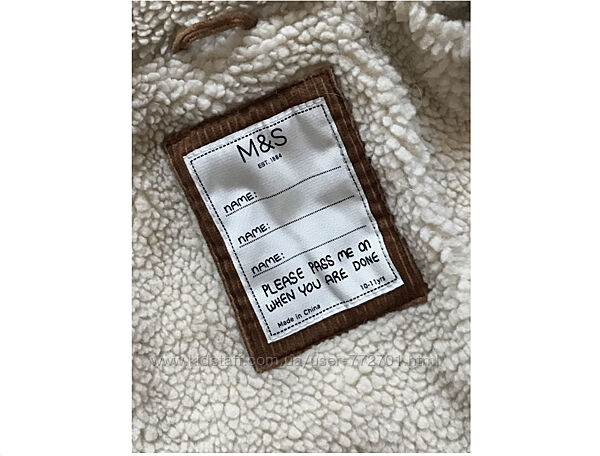 M&S
EST. 1884
NAME:
NAME:
NAME:
PLEASE PASS ME ON
WHEN YOU ARE DONE
Made in China 10-11yrs
www.kidstaff.com.ua/user-772701.html